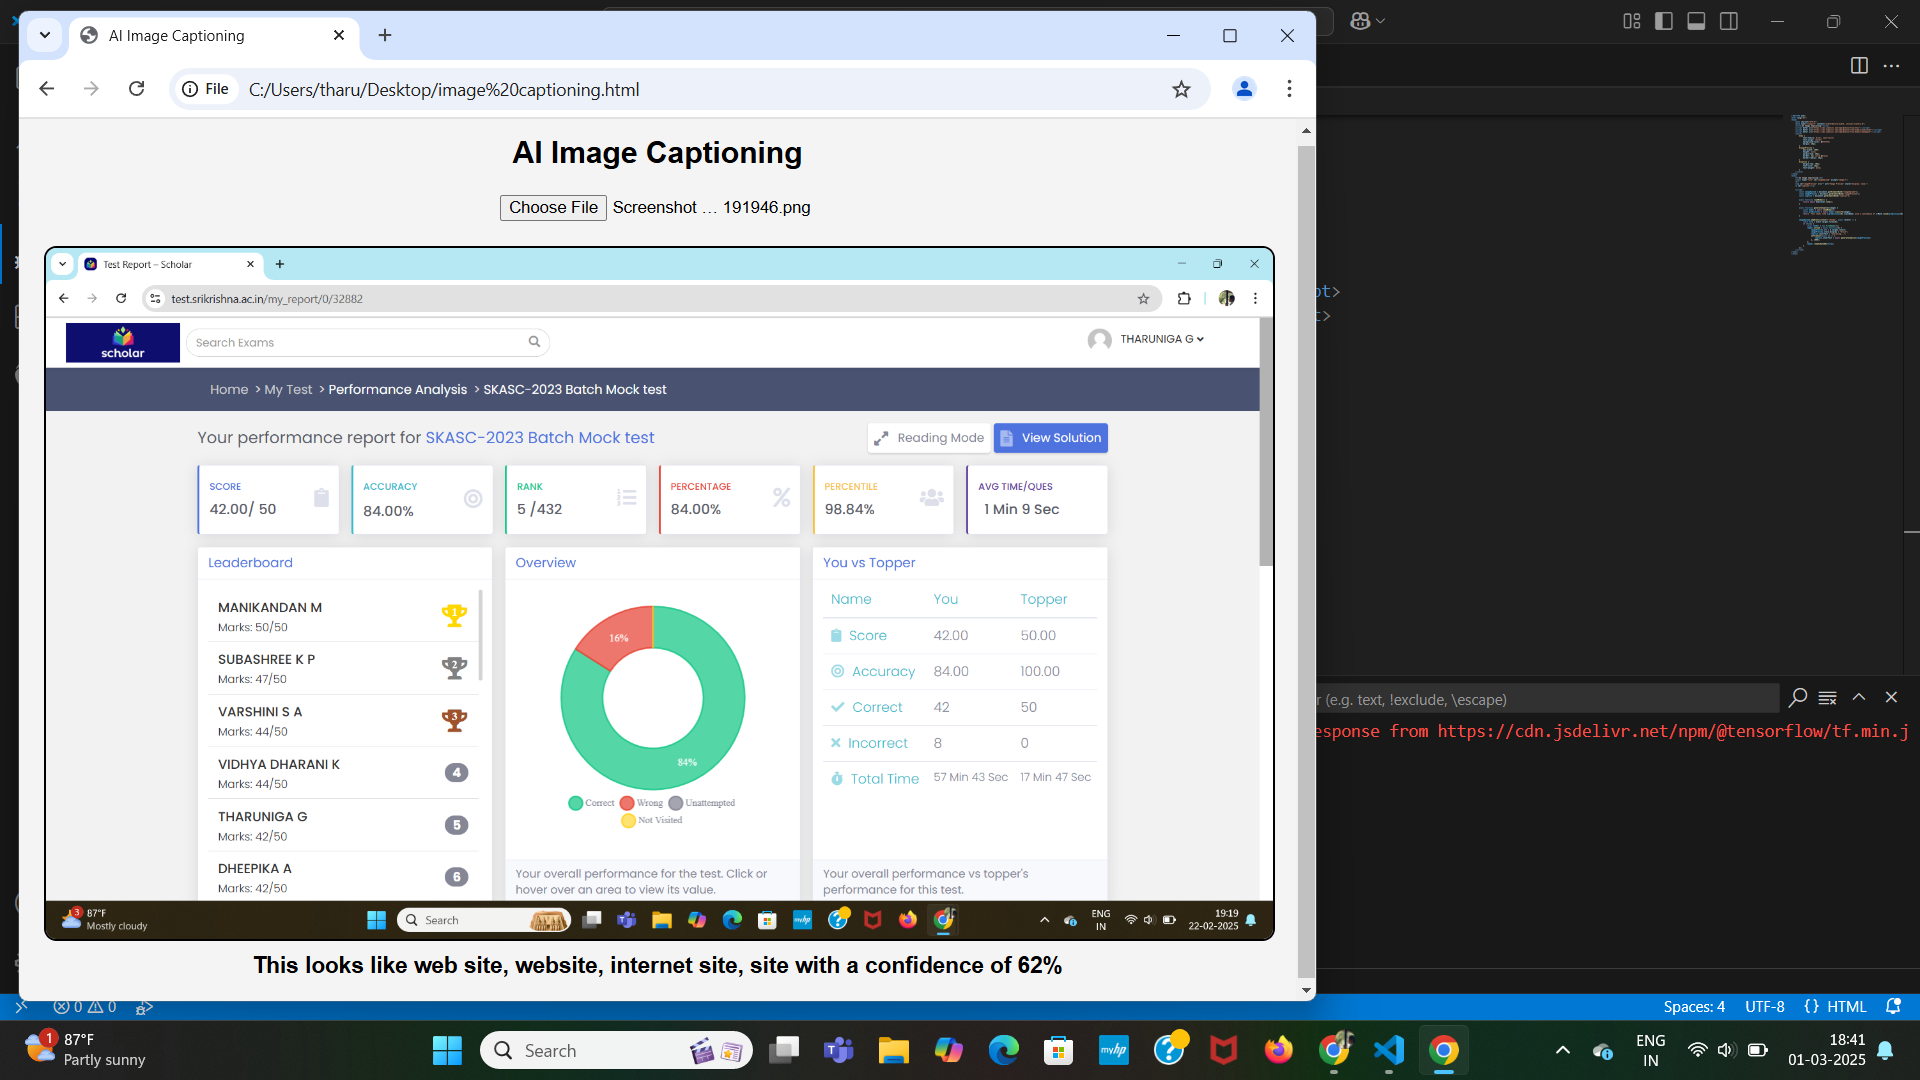 AI Image Captioning
File C:/Users/tharu/Desktop/image%20captioning.html
AI Image Captioning
Choose File Screenshot … 191946.png
Test Report – Scholar
test.srikrishna.ac.in/my_report/0/32882
scholar
Search Exams
THARUNIGA G
Home > My Test > Performance Analysis > SKASC-2023 Batch Mock test
Your performance report for SKASC-2023 Batch Mock test
Reading Mode
View Solution
SCORE
42.00/ 50
ACCURACY
84.00%
RANK
5 /432
PERCENTAGE
84.00%
PERCENTILE
98.84%
AVG TIME/QUES
1 Min 9 Sec
Leaderboard
MANIKANDAN M
Marks: 50/50
1
SUBASHREE K P
Marks: 47/50
2
VARSHINI S A
Marks: 44/50
3
VIDHYA DHARANI K
Marks: 44/50
4
THARUNIGA G
Marks: 42/50
5
DHEEPIKA A
Marks: 42/50
6
Overview
16%
84%
Correct Wrong Unattempted
Not Visited
Your overall performance for the test. Click or
hover over an area to view its value.
You vs Topper
Name You Topper
Score 42.00 50.00
Accuracy 84.00 100.00
Correct 42 50
Incorrect 8 0
Total Time 57 Min 43 Sec 17 Min 47 Sec
Your overall performance vs topper's
performance for this test.
3
87°F
Mostly cloudy
Search
myhp
ENG
IN
19:19
22-02-2025
This looks like web site, website, internet site, site with a confidence of 62%
pt>
t>
r (e.g. text, !exclude, \escape)
esponse from https://cdn.jsdelivr.net/npm/@tensorflow/tf.min.j
0 0
Spaces: 4 UTF-8 {} HTML
1
87°F
Partly sunny
Search
myhp
ENG
IN
18:41
01-03-2025